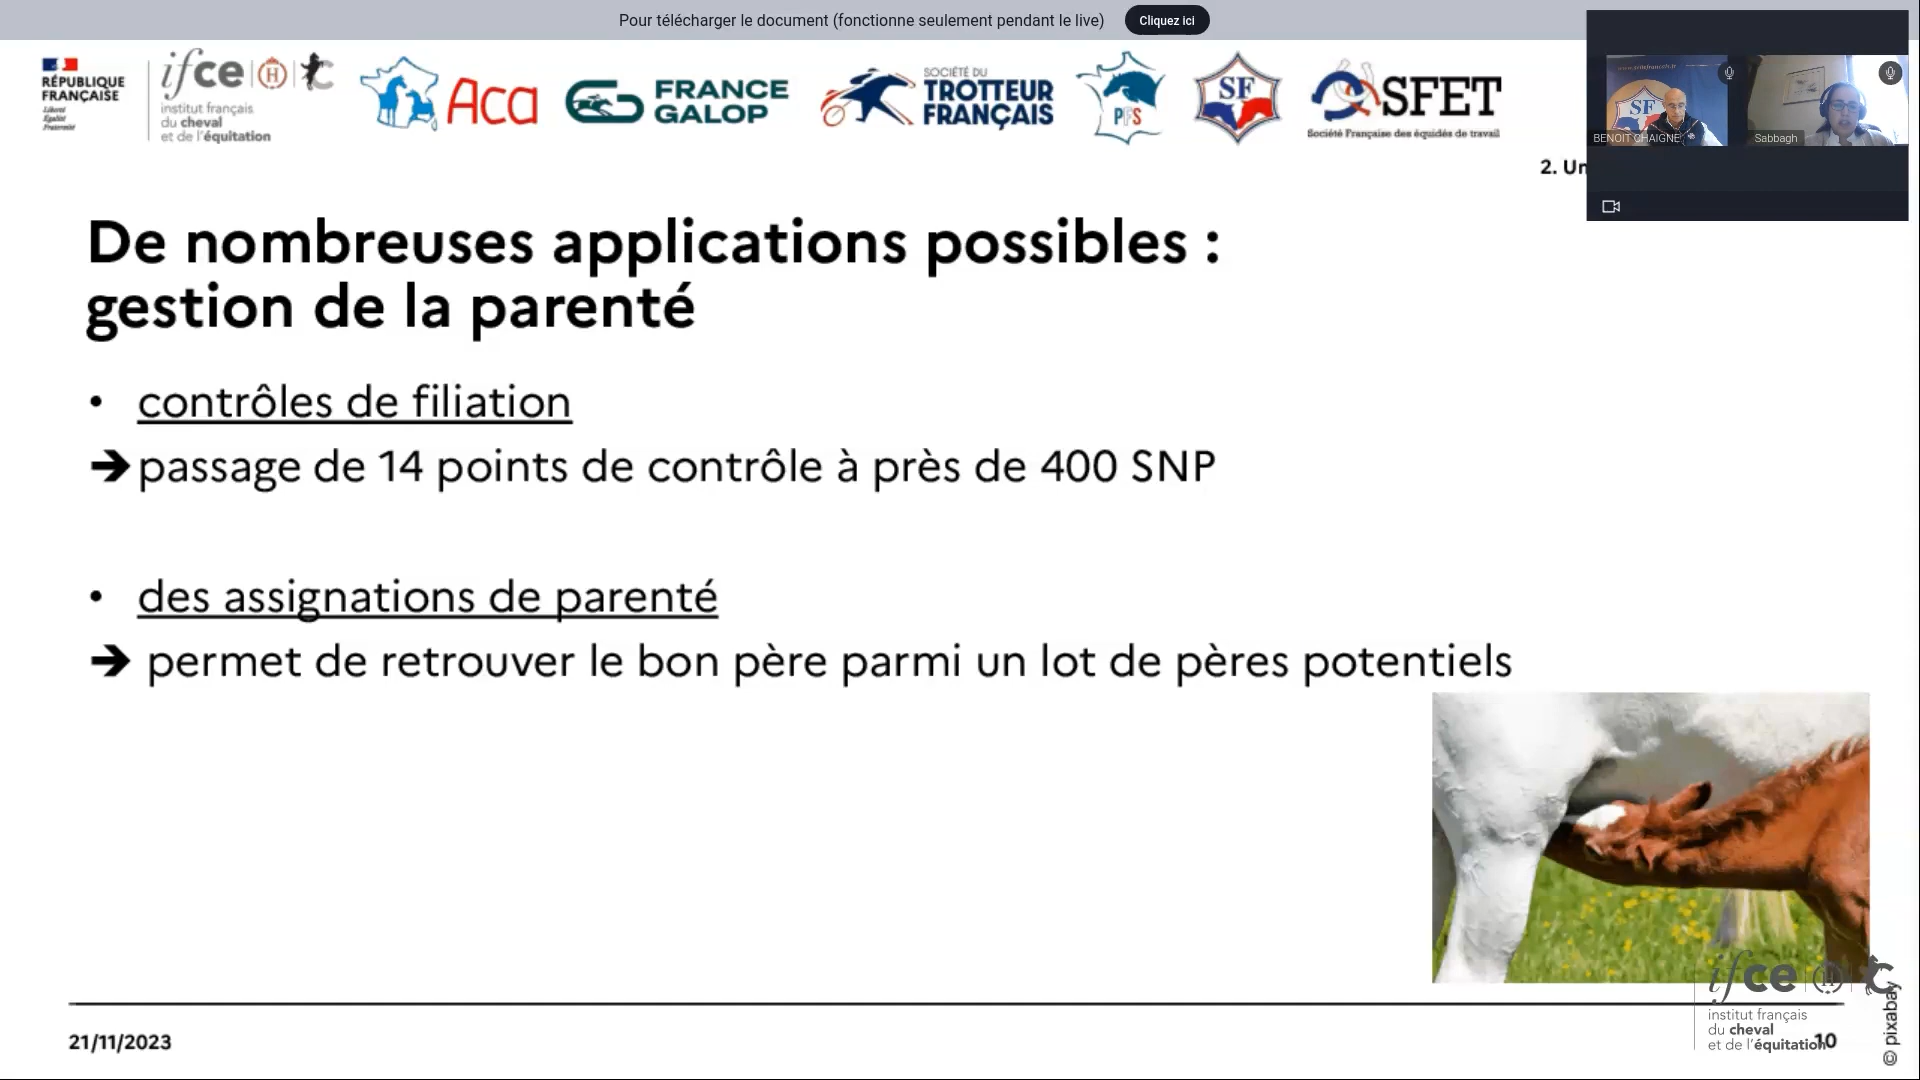 Pour télécharger le document (fonctionne seulement pendant le live)
Cliquez ici
RÉPUBLIQUE
FRANÇAISE
Liberté
Égalité
Fraternité
ifce
institut français
du cheval
et de l'équitation
Aca
FRANCE
GALOP
SOCIÉTÉ DU
TROTTEUR
FRANÇAIS
PFS
SF
SFET
Société Française des équidés de travail
SF
BENOIT CHAIGNE
Sabbagh
2. Un
De nombreuses applications possibles :
gestion de la parenté
• contrôles de filiation
➔ passage de 14 points de contrôle à près de 400 SNP
• des assignations de parenté
➔ permet de retrouver le bon père parmi un lot de pères potentiels
ifce
institut français
du cheval
et de l'équitation
© pixabay
21/11/2023
10